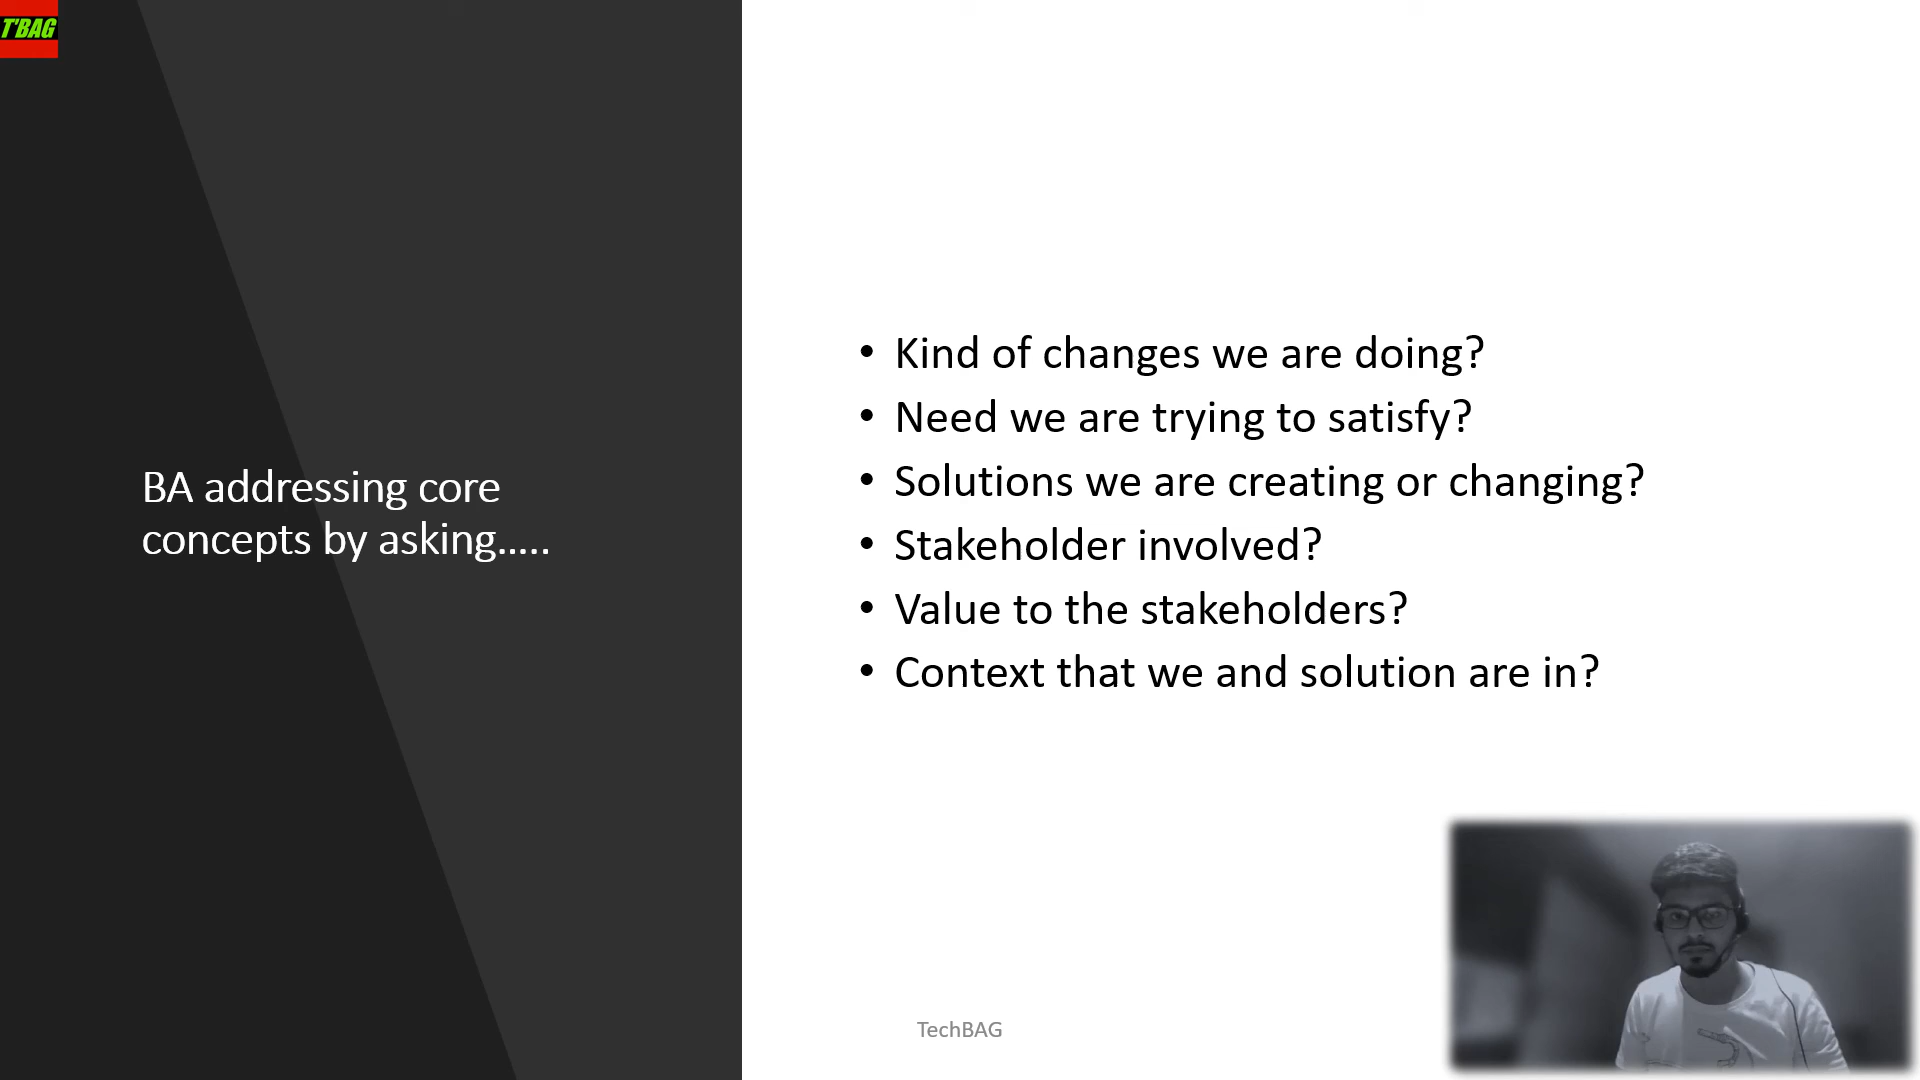 T'BAG
BA addressing core
concepts by asking.....
• Kind of changes we are doing?
• Need we are trying to satisfy?
• Solutions we are creating or changing?
• Stakeholder involved?
• Value to the stakeholders?
• Context that we and solution are in?
TechBAG